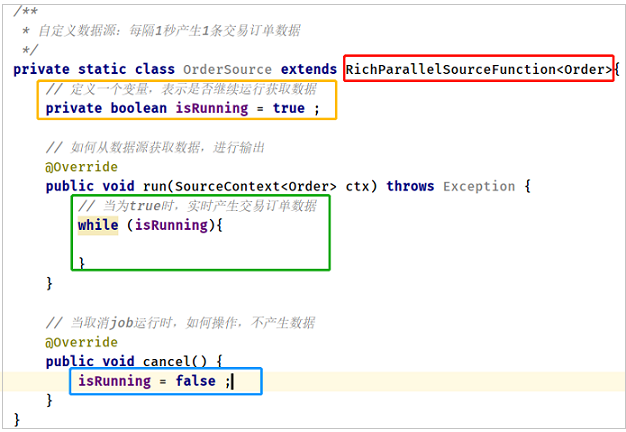 /**
 * 自定义数据源：每隔1秒产生1条交易订单数据
 */
private static class OrderSource extends RichParallelSourceFunction<Order>{
// 定义一个变量，表示是否继续运行获取数据
private boolean isRunning = true ;
// 如何从数据源获取数据，进行输出
@Override
public void run(SourceContext<Order> ctx) throws Exception {
// 当为true时，实时产生交易订单数据
while (isRunning){
}
}
// 当取消job运行时，如何操作，不产生数据
@Override
public void cancel() {
isRunning = false ;
}
}